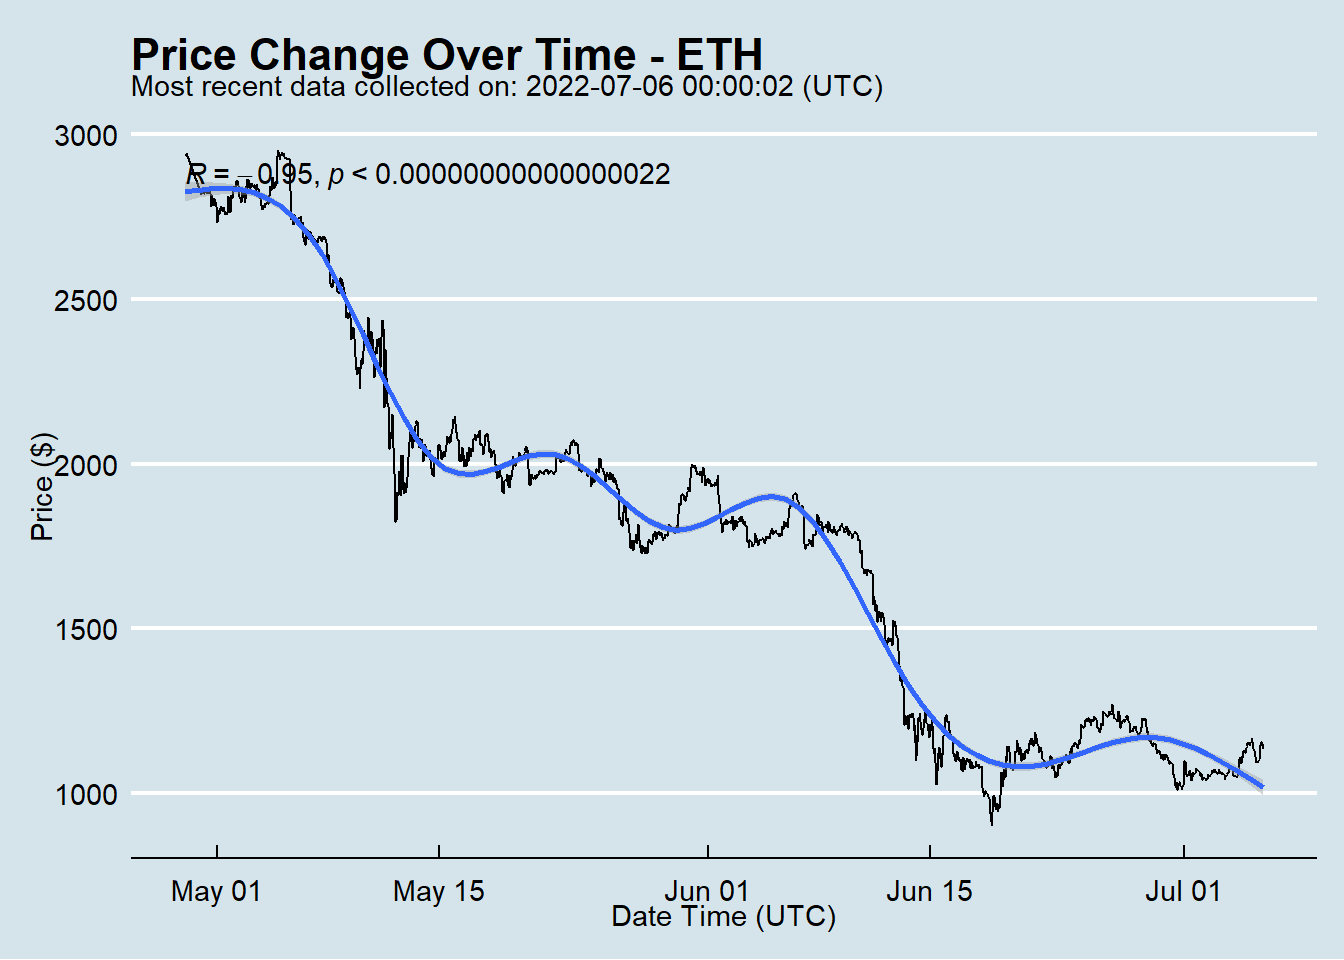 Price Change Over Time - ETH
Most recent data collected on: 2022-07-06 00:00:02 (UTC)
3000
R = −0.95, p < 0.00000000000000022
2500
2000
Price ($)
1500
1000
May 01 May 15 Jun 01 Jun 15 Jul 01
Date Time (UTC)